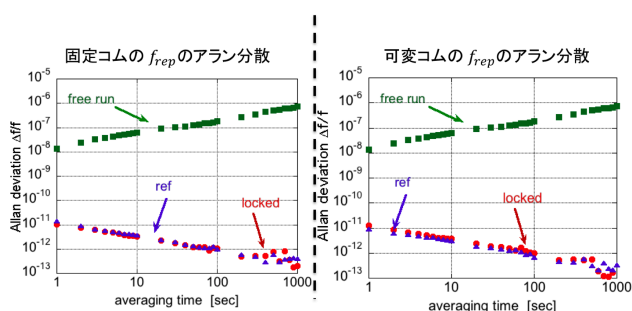 固定コムの f_rep のアラン分散
10^-5
10^-6
10^-7
10^-8
10^-9
10^-10
10^-11
10^-12
10^-13
Allan deviation Δf/f
free run
ref
locked
1
10
100
1000
averaging time [sec]
可変コムの f_rep のアラン分散
10^-5
10^-6
10^-7
10^-8
10^-9
10^-10
10^-11
10^-12
10^-13
Allan deviation Δf/f
free run
ref
locked
1
10
100
1000
averaging time [sec]